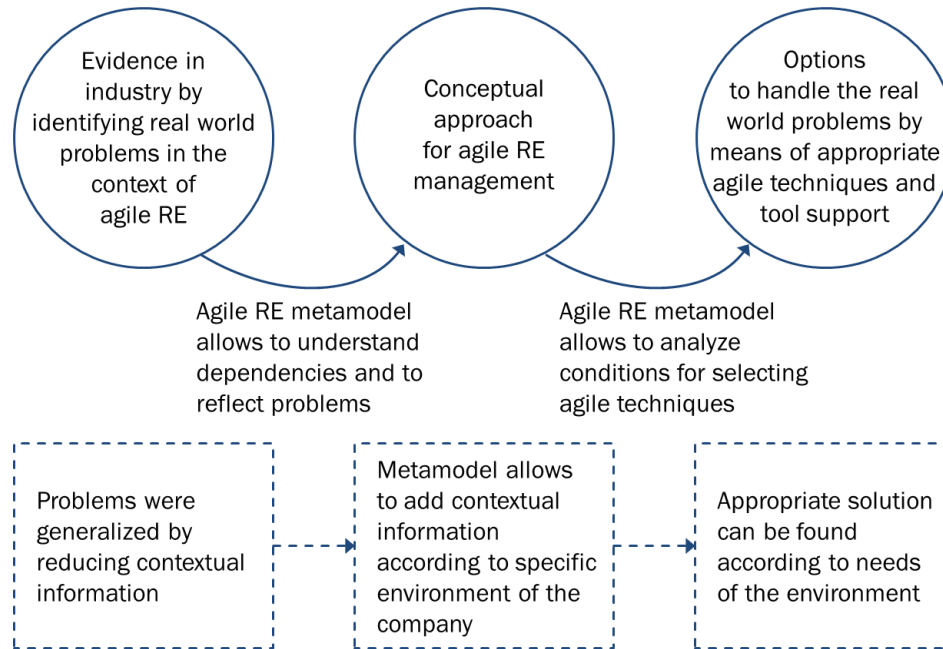 Evidence in
industry by
identifying real world
problems in the
context of
agile RE
Conceptual
approach
for agile RE
management
Options
to handle the real
world problems by
means of appropriate
agile techniques and
tool support
Agile RE metamodel
allows to understand
dependencies and to
reflect problems
Agile RE metamodel
allows to analyze
conditions for selecting
agile techniques
Problems were
generalized by
reducing contextual
information
Metamodel allows
to add contextual
information
according to specific
environment of the
company
Appropriate solution
can be found
according to needs
of the environment